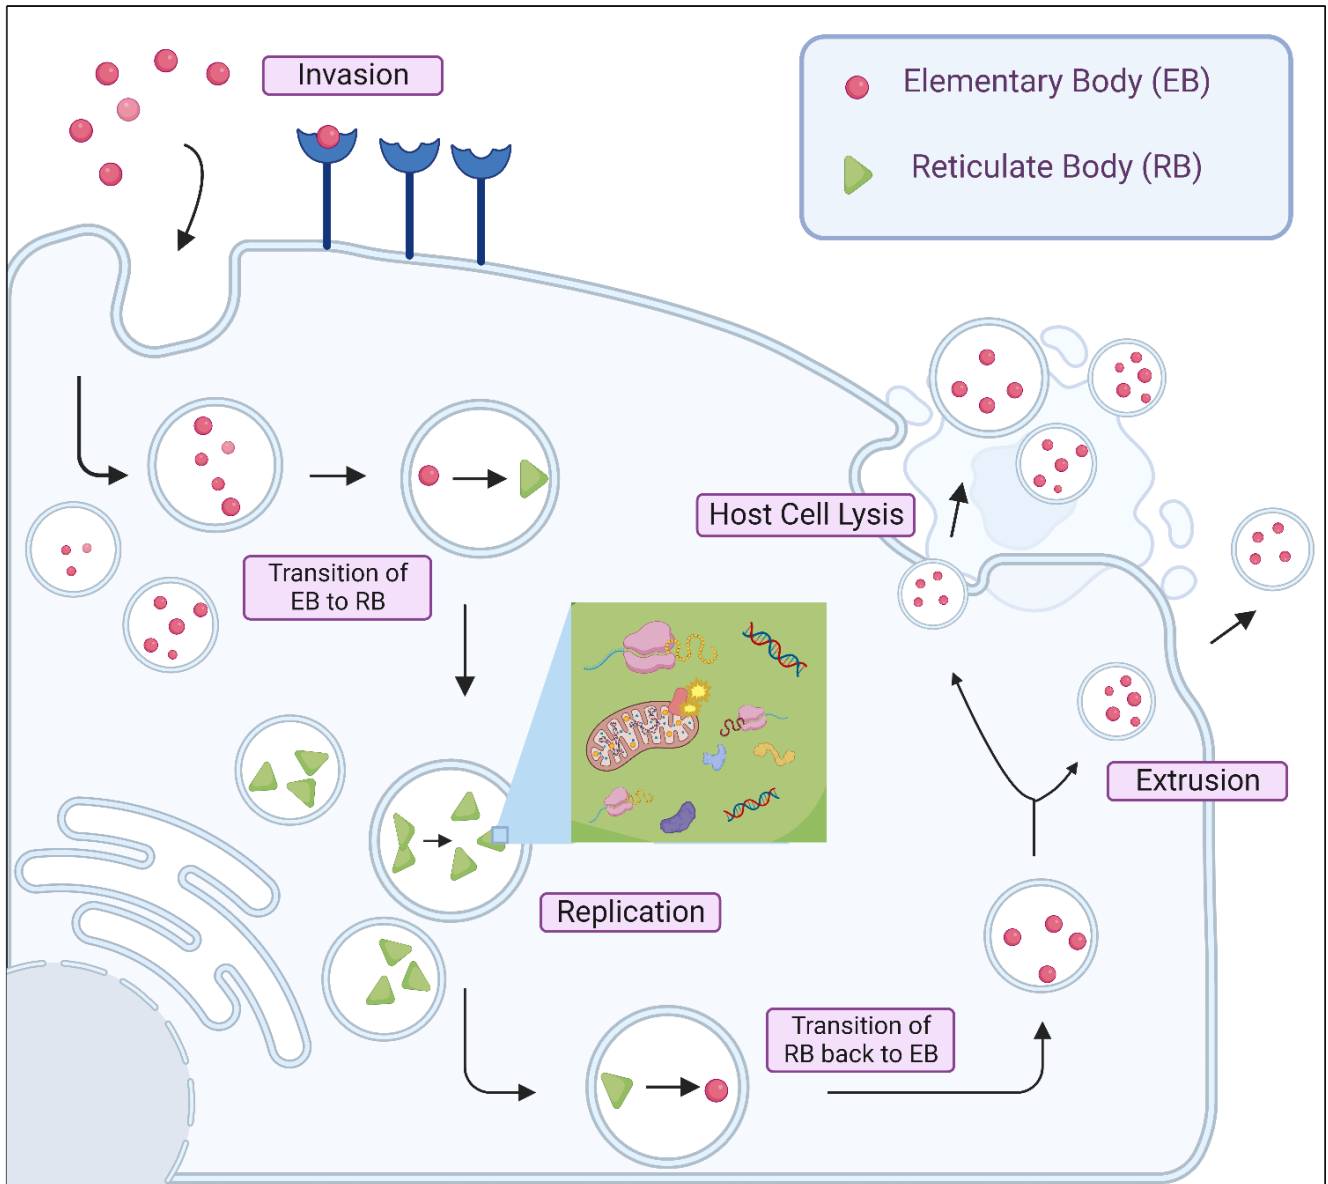 Invasion
Elementary Body (EB)
Reticulate Body (RB)
Host Cell Lysis
Transition of
EB to RB
Extrusion
Replication
Transition of
RB back to EB